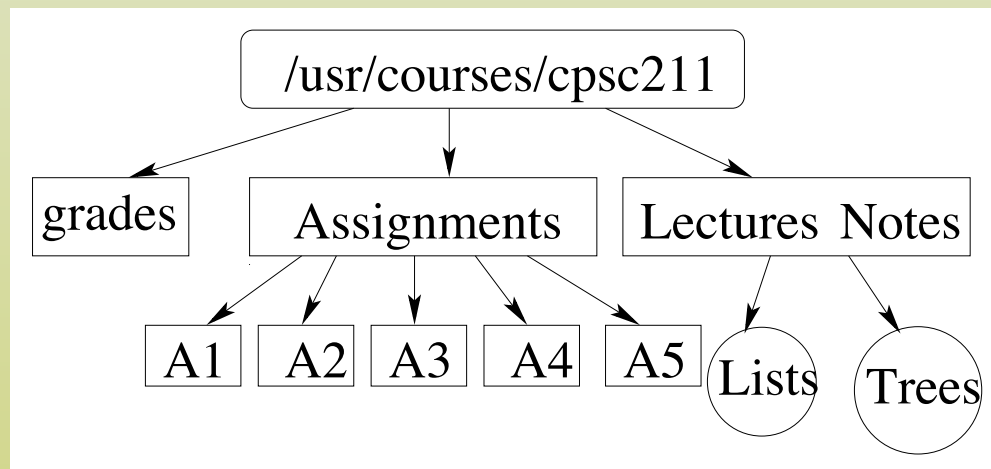 /usr/courses/cpsc211
grades
Assignments
Lectures Notes
A1
A2
A3
A4
A5
Lists
Trees